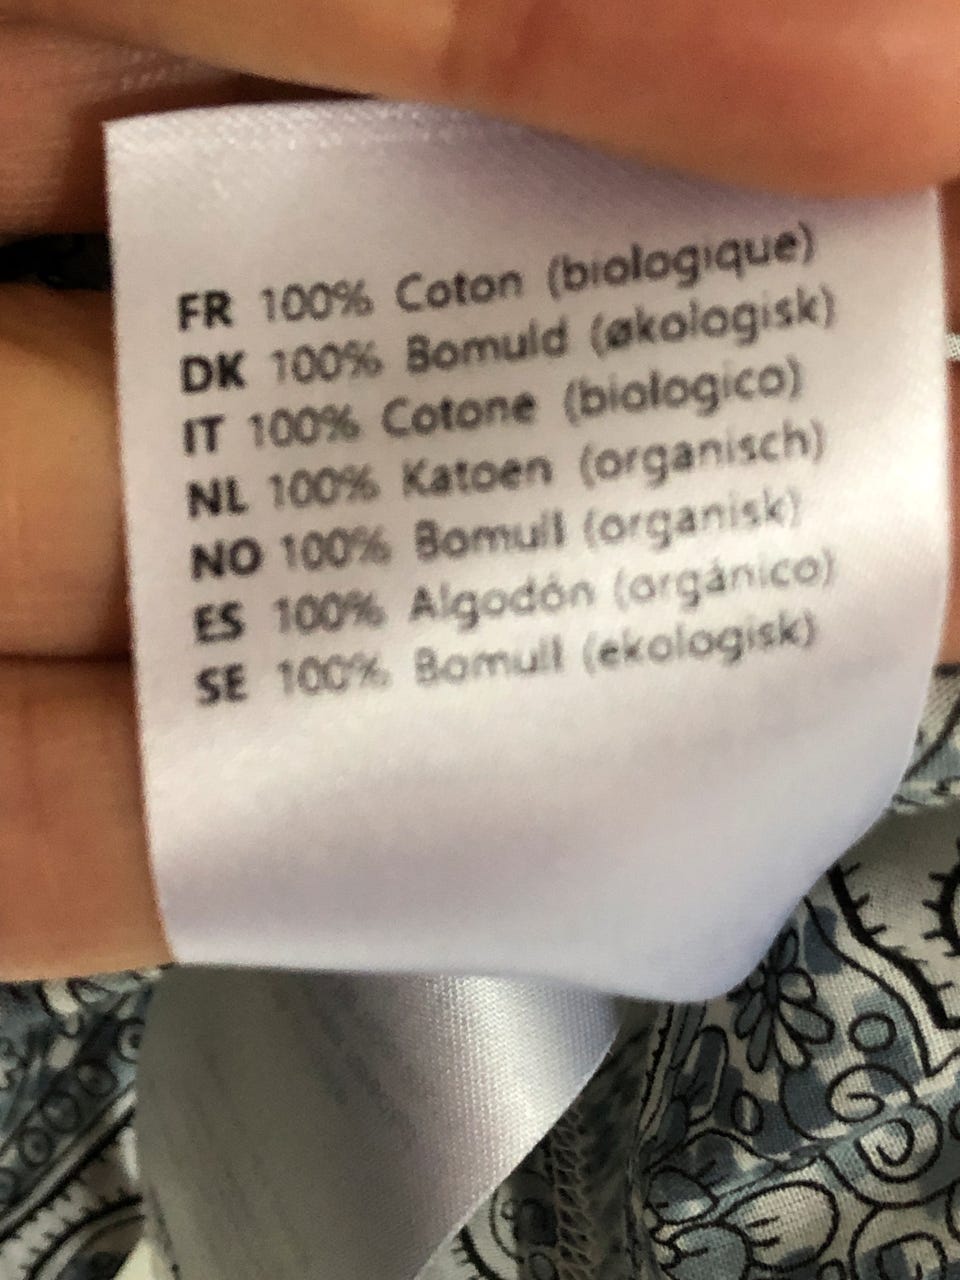 FR 100% Coton (biologique)
DK 100% Bomuld (økologisk)
IT 100% Cotone (biologico)
NL 100% Katoen (organisch)
NO 100% Bomull (organisk)
ES 100% Algodón (orgánico)
SE 100% Bomull (ekologisk)